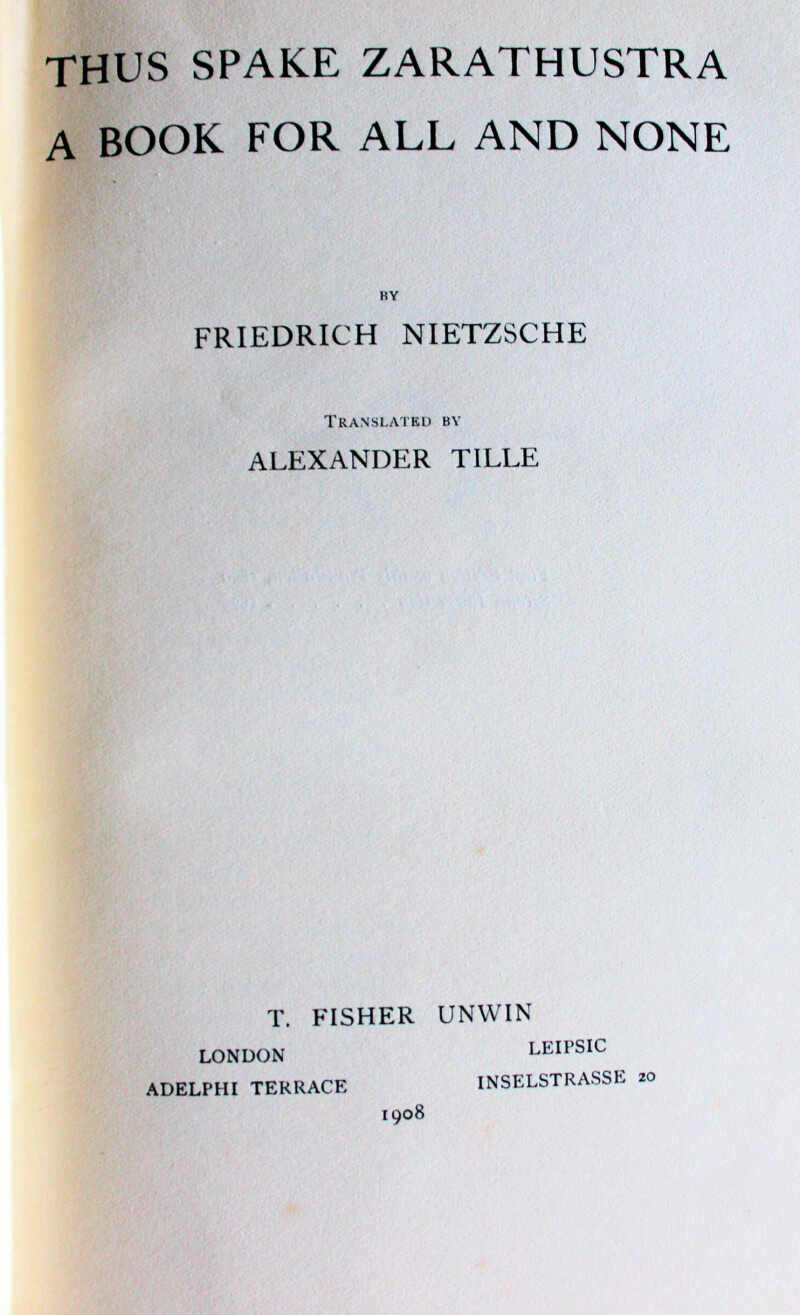 THUS SPAKE ZARATHUSTRA
A BOOK FOR ALL AND NONE
BY
FRIEDRICH NIETZSCHE
TRANSLATED BY
ALEXANDER TILLE
T. FISHER UNWIN
LONDON LEIPSIC
ADELPHI TERRACE INSELSTRASSE 20
1908